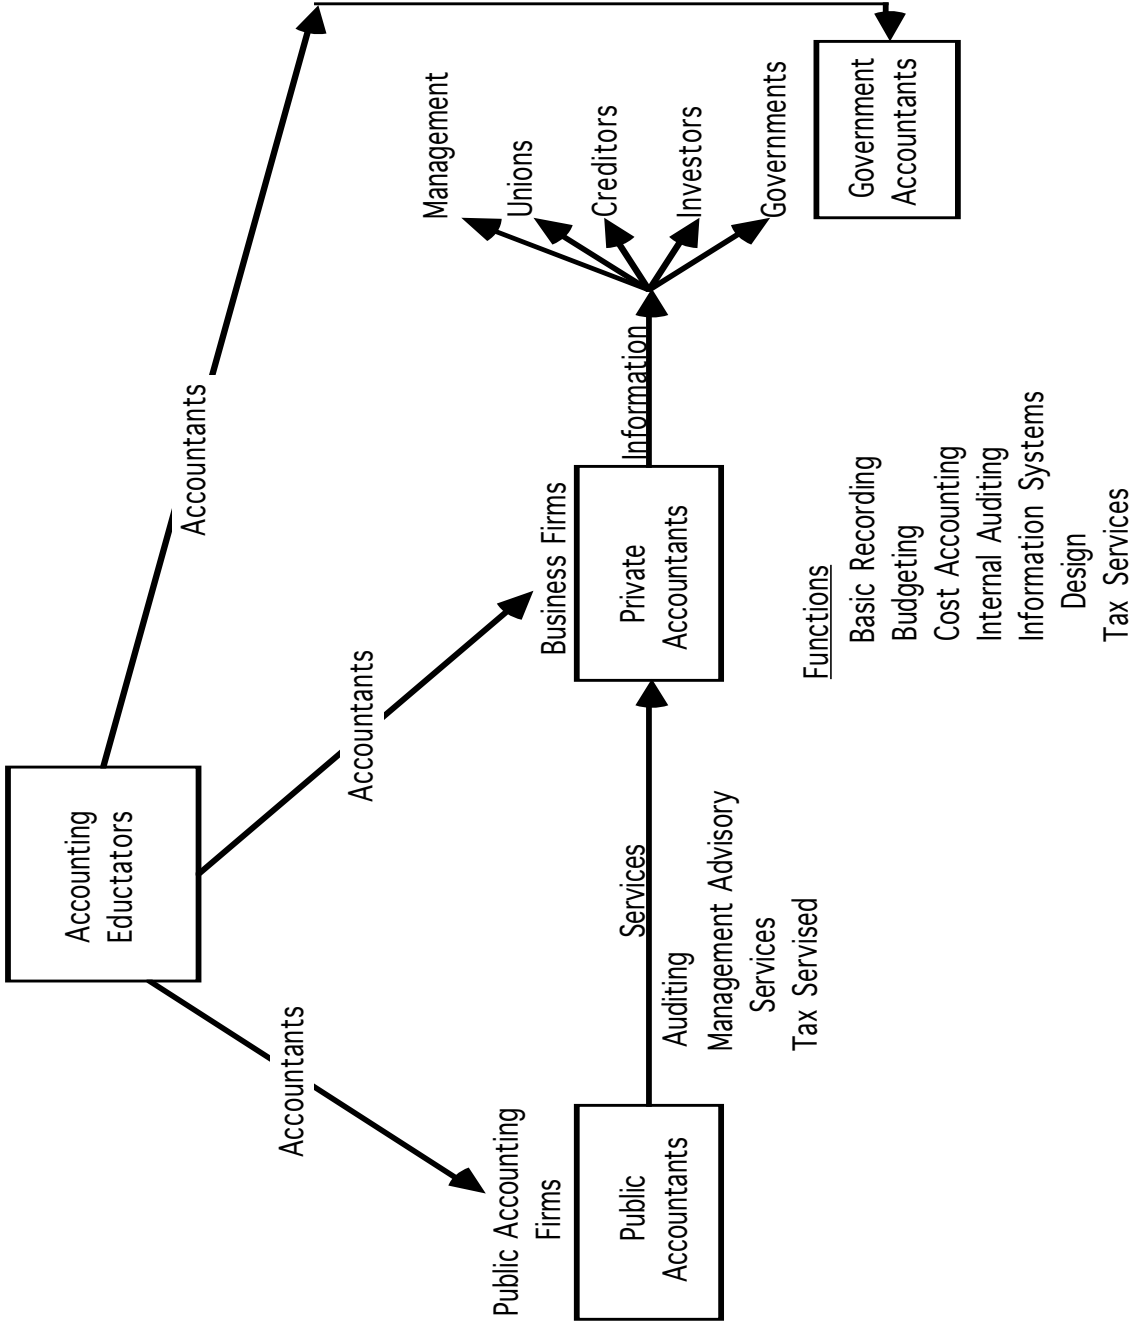 Accounting
Eductators
Accountants
Accountants
Accountants
Public Accounting
Firms
Public
Accountants
Services
Auditing
Management Advisory
Services
Tax Servised
Business Firms
Private
Accountants
Information
Management
Unions
Creditors
Investors
Governments
Government
Accountants
Functions
Basic Recording
Budgeting
Cost Accounting
Internal Auditing
Information Systems
Design
Tax Services